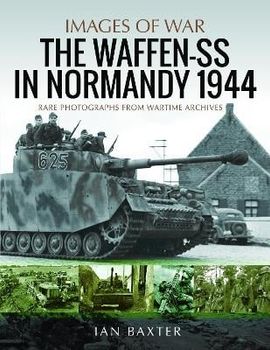 IMAGES OF WAR
THE WAFFEN-SS
IN NORMANDY 1944
RARE PHOTOGRAPHS FROM WARTIME ARCHIVES
625
IAN BAXTER